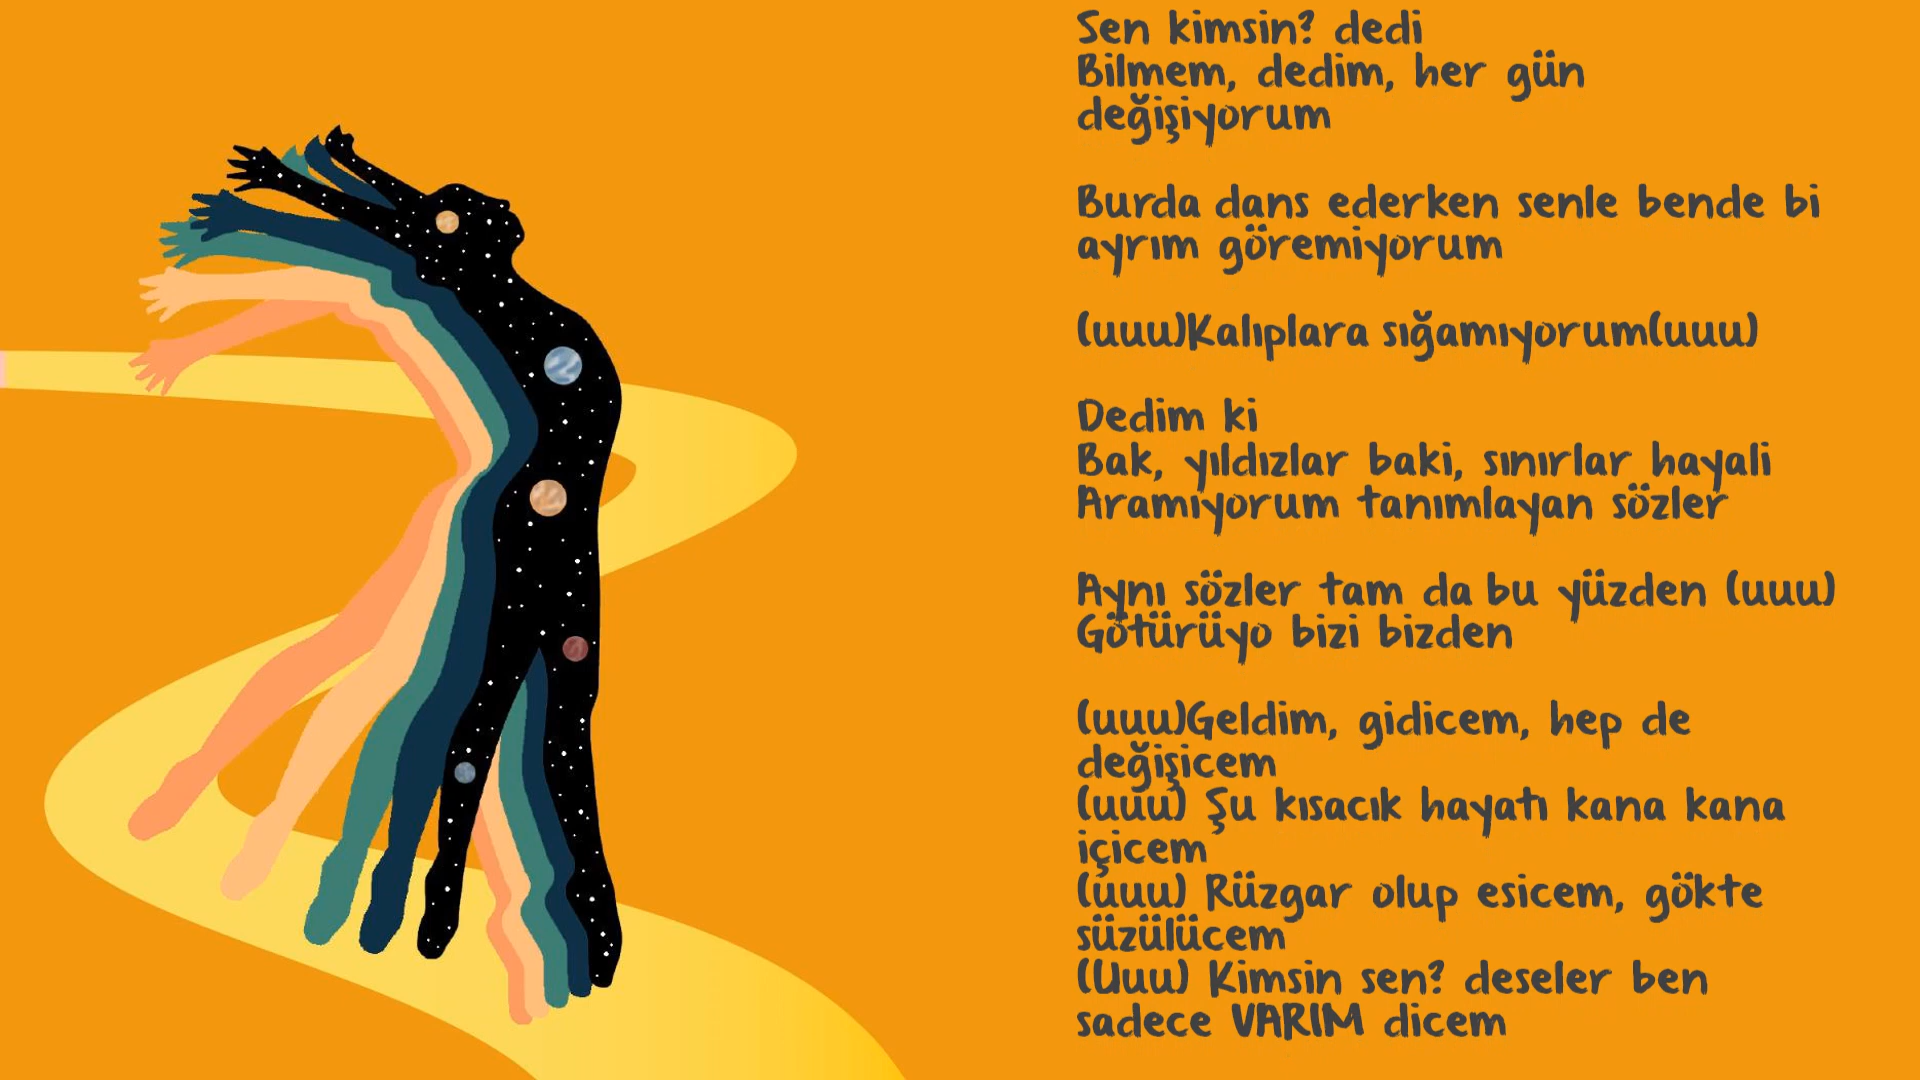 Sen kimsin? dedi
Bilmem, dedim, her gün
değişiyorum
Burda dans ederken senle bende bi
ayrım göremiyorum
(uuu)Kalıplara sığamıyorum(uuu)
Dedim ki
Bak, yıldızlar baki, sınırlar hayali
Aramıyorum tanımlayan sözler
Aynı sözler tam da bu yüzden (uuu)
Götürüyo bizi bizden
(uuu)Geldim, gidicem, hep de
değişicem
(uuu) Şu kısacık hayatı kana kana
içicem
(uuu) Rüzgar olup esicem, gökte
süzülücem
(Uuu) Kimsin sen? deseler ben
sadece VARIM dicem